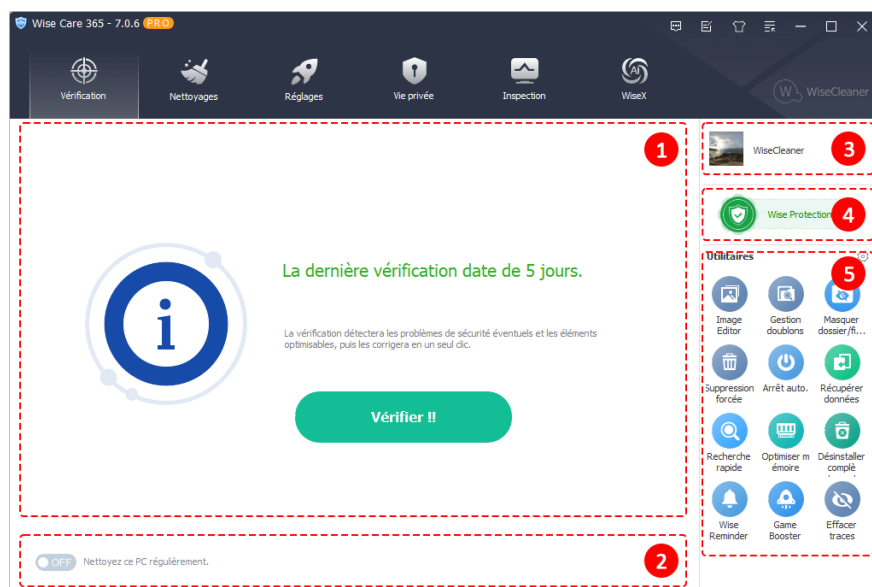 Wise Care 365 - 7.0.6 PRO
Vérification
Nettoyages
Réglages
Vie privée
Inspection
AI
WiseX
W WiseCleaner
1
WiseCleaner
3
Wise Protection
4
La dernière vérification date de 5 jours.
La vérification détectera les problèmes de sécurité éventuels et les éléments
optimisables, puis les corrigera en un seul clic.
Vérifier !!
Utilitaires
5
Image
Editor
Gestion
doublons
Masquer
dossier/fi...
Suppression
forcée
Arrêt auto.
Récupérer
données
Recherche
rapide
Optimiser m
émoire
Désinstaller
complè
Wise
Reminder
Game
Booster
Effacer
traces
OFF Nettoyez ce PC régulièrement.
2